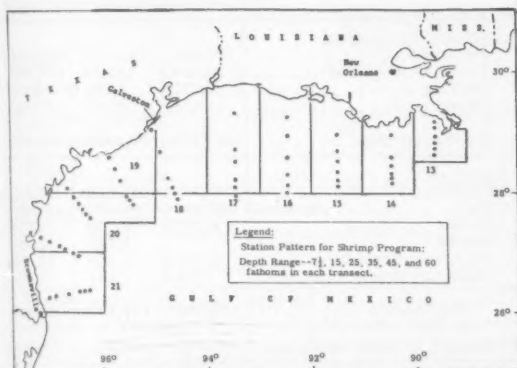 LOUISIANA
MISS.
TEXAS
New
Orleans
30°
Galveston
19
13
17
16
15
14
18
28°
20
Legend:
Station Pattern for Shrimp Program:
Depth Range--7½, 15, 25, 35, 45, and 60
fathoms in each transect.
Brownsville
21
GULF OF MEXICO
26°
96°
94°
92°
90°